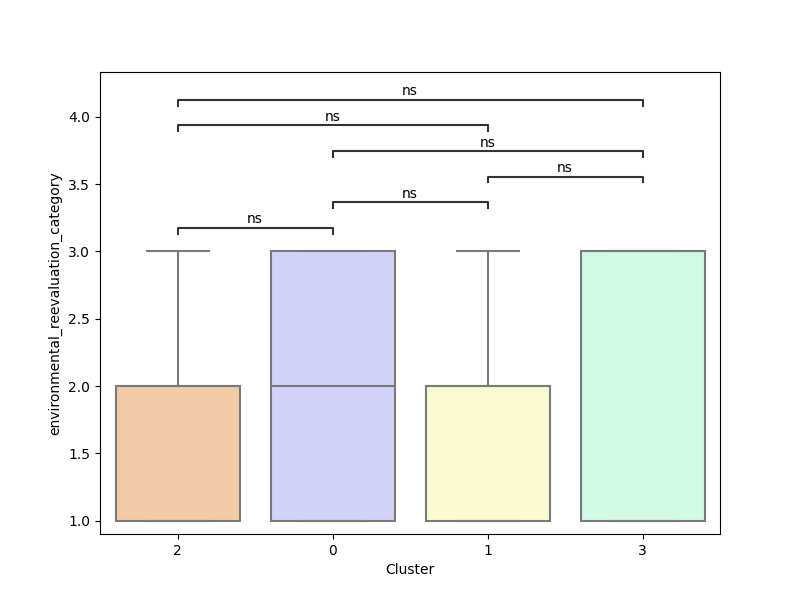 ns
ns
ns
ns
ns
ns
4.0
3.5
3.0
2.5
2.0
1.5
1.0
environmental_reevaluation_category
2 0 1 3
Cluster